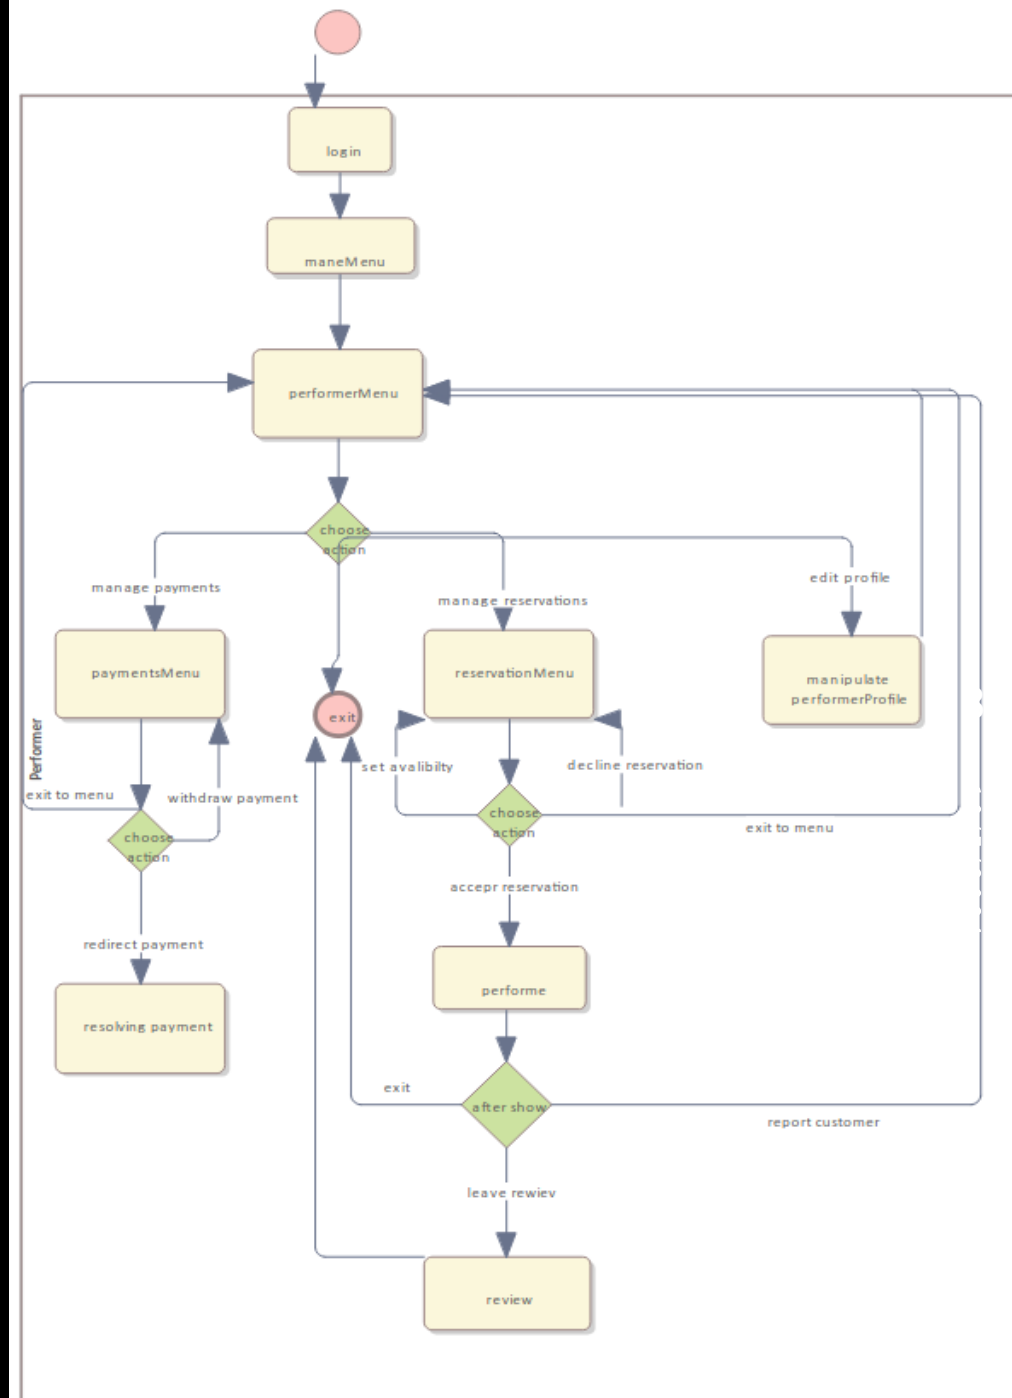 login
maneMenu
performerMenu
choose
action
manage payments
manage reservations
edit profile
paymentsMenu
exit
reservationMenu
manipulate
performerProfile
Performer
set avalibilty
decline reservation
exit to menu
withdraw payment
choose
action
choose
action
exit to menu
accepr reservation
redirect payment
performe
resolving payment
exit
after show
report customer
leave rewiev
review